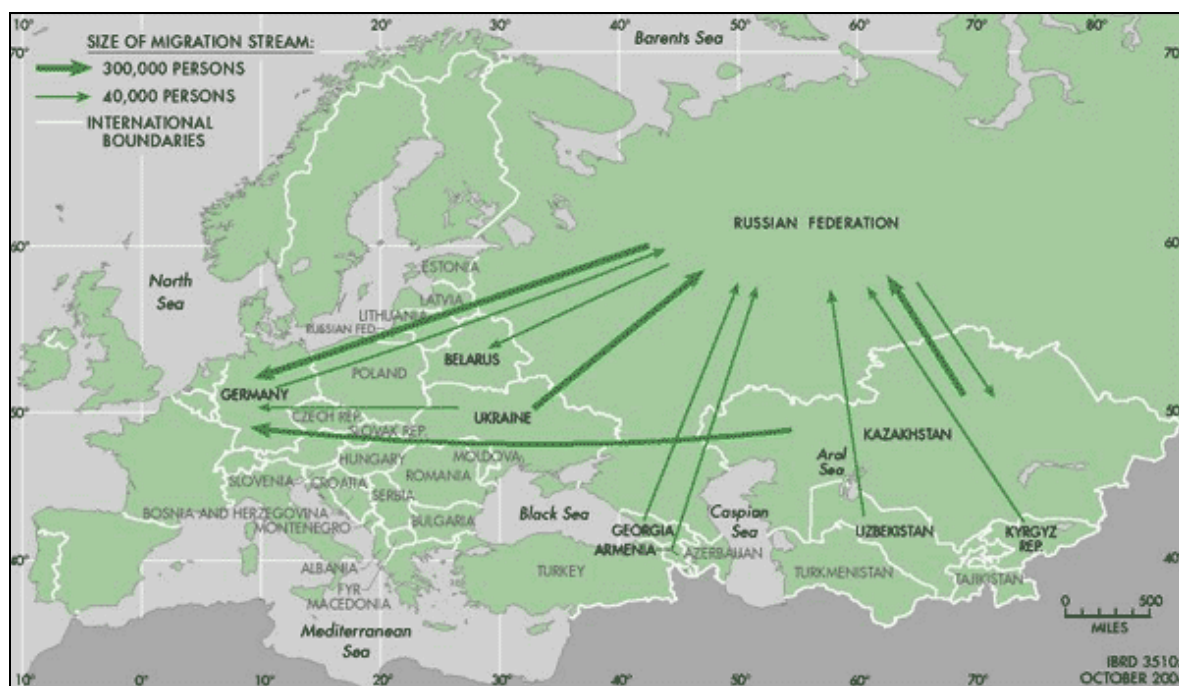 10° 0° 10° 20° 30° 40° 50° 60° 70° 80°
SIZE OF MIGRATION STREAM:
300,000 PERSONS
40,000 PERSONS
INTERNATIONAL
BOUNDARIES
Barents Sea
70° 70°
RUSSIAN FEDERATION
60° 60°
North
Sea
ESTONIA
LATVIA
LITHUANIA
RUSSIAN FED.
BELARUS
POLAND
GERMANY
50° 50°
UKRAINE
CZECH REP.
SLOVAK REP.
KAZAKHSTAN
MOLDOVA
HUNGARY
Aral
Sea
ROMANIA
SLOVENIA
CROATIA
SERBIA
BOSNIA AND HERZEGOVINA
MONTENEGRO
BULGARIA
Black Sea
Caspian
Sea
GEORGIA
ARMENIA
AZERBAIJAN
UZBEKISTAN
KYRGYZ
REP.
40° 40°
ALBANIA
FYR
MACEDONIA
TURKEY
TURKMENISTAN
TAJIKISTAN
Mediterranean
Sea
0 500
MILES
IBRD 3510
OCTOBER 200
10° 0° 10° 20° 30° 40° 50° 60° 70°